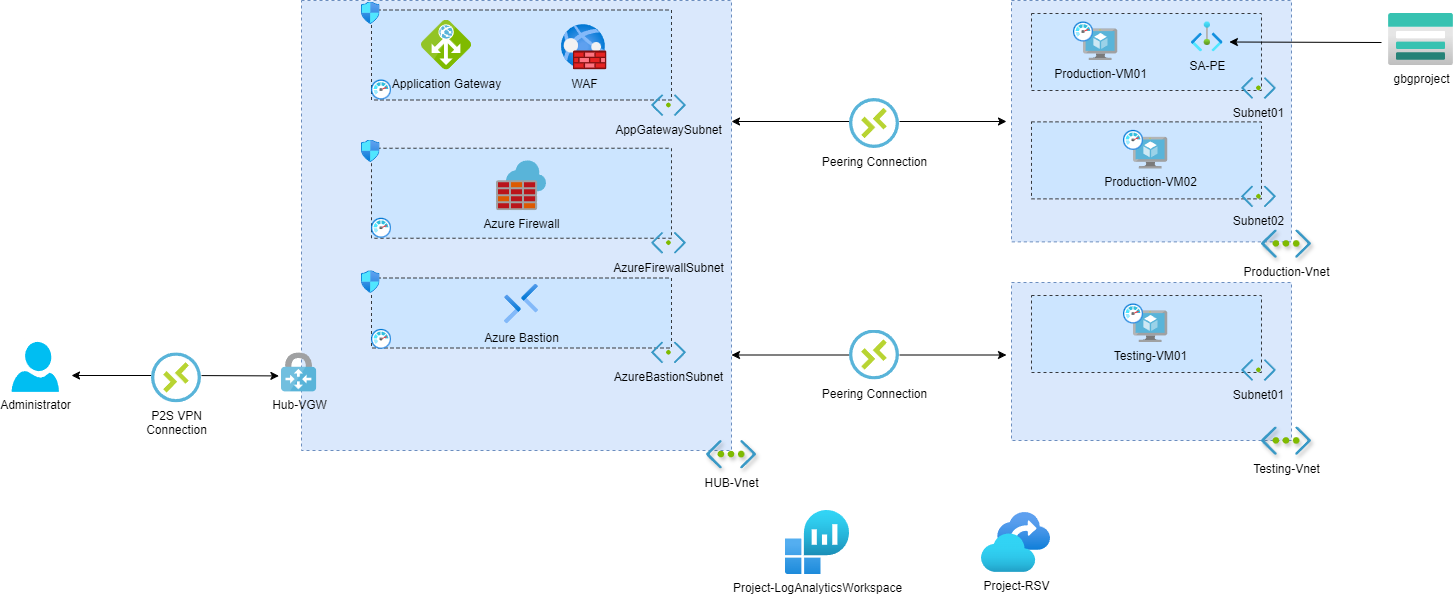 Application Gateway
WAF
AppGatewaySubnet
Azure Firewall
AzureFirewallSubnet
Azure Bastion
AzureBastionSubnet
HUB-Vnet
Administrator
P2S VPN
Connection
Hub-VGW
Peering Connection
Peering Connection
Production-VM01
SA-PE
Subnet01
gbgproject
Production-VM02
Subnet02
Production-Vnet
Testing-VM01
Subnet01
Testing-Vnet
Project-LogAnalyticsWorkspace
Project-RSV